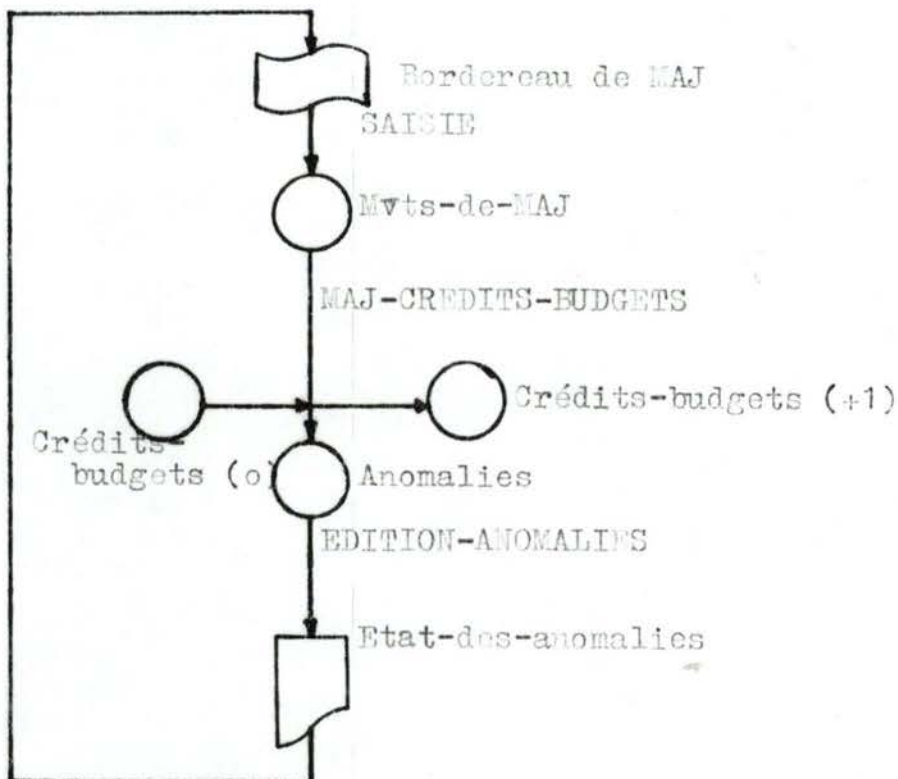 Bordereau de MAJ
SAISIE
Mvts-de-MAJ
MAJ-CREDITS-BUDGETS
Crédits-budgets (+1)
Crédits-
budgets (o)
Anomalies
EDITION-ANOMALIES
Etat-des-anomalies